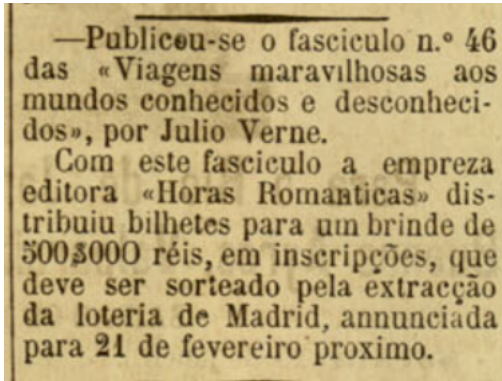 —Publicou-se o fasciculo n.º 46
das «Viagens maravilhosas aos
mundos conhecidos e desconheci-
dos», por Julio Verne.
Com este fasciculo a empreza
editora «Horas Romanticas» dis-
tribuiu bilhetes para um brinde de
500$000 réis, em inscripções, que
deve ser sorteado pela extracção
da loteria de Madrid, annunciada
para 21 de fevereiro proximo.